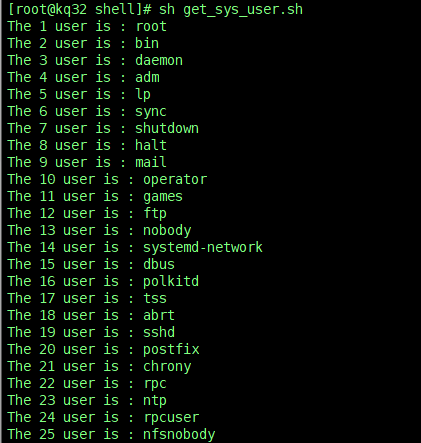 [root@kq32 shell]# sh get_sys_user.sh
The 1 user is : root
The 2 user is : bin
The 3 user is : daemon
The 4 user is : adm
The 5 user is : lp
The 6 user is : sync
The 7 user is : shutdown
The 8 user is : halt
The 9 user is : mail
The 10 user is : operator
The 11 user is : games
The 12 user is : ftp
The 13 user is : nobody
The 14 user is : systemd-network
The 15 user is : dbus
The 16 user is : polkitd
The 17 user is : tss
The 18 user is : abrt
The 19 user is : sshd
The 20 user is : postfix
The 21 user is : chrony
The 22 user is : rpc
The 23 user is : ntp
The 24 user is : rpcuser
The 25 user is : nfsnobody